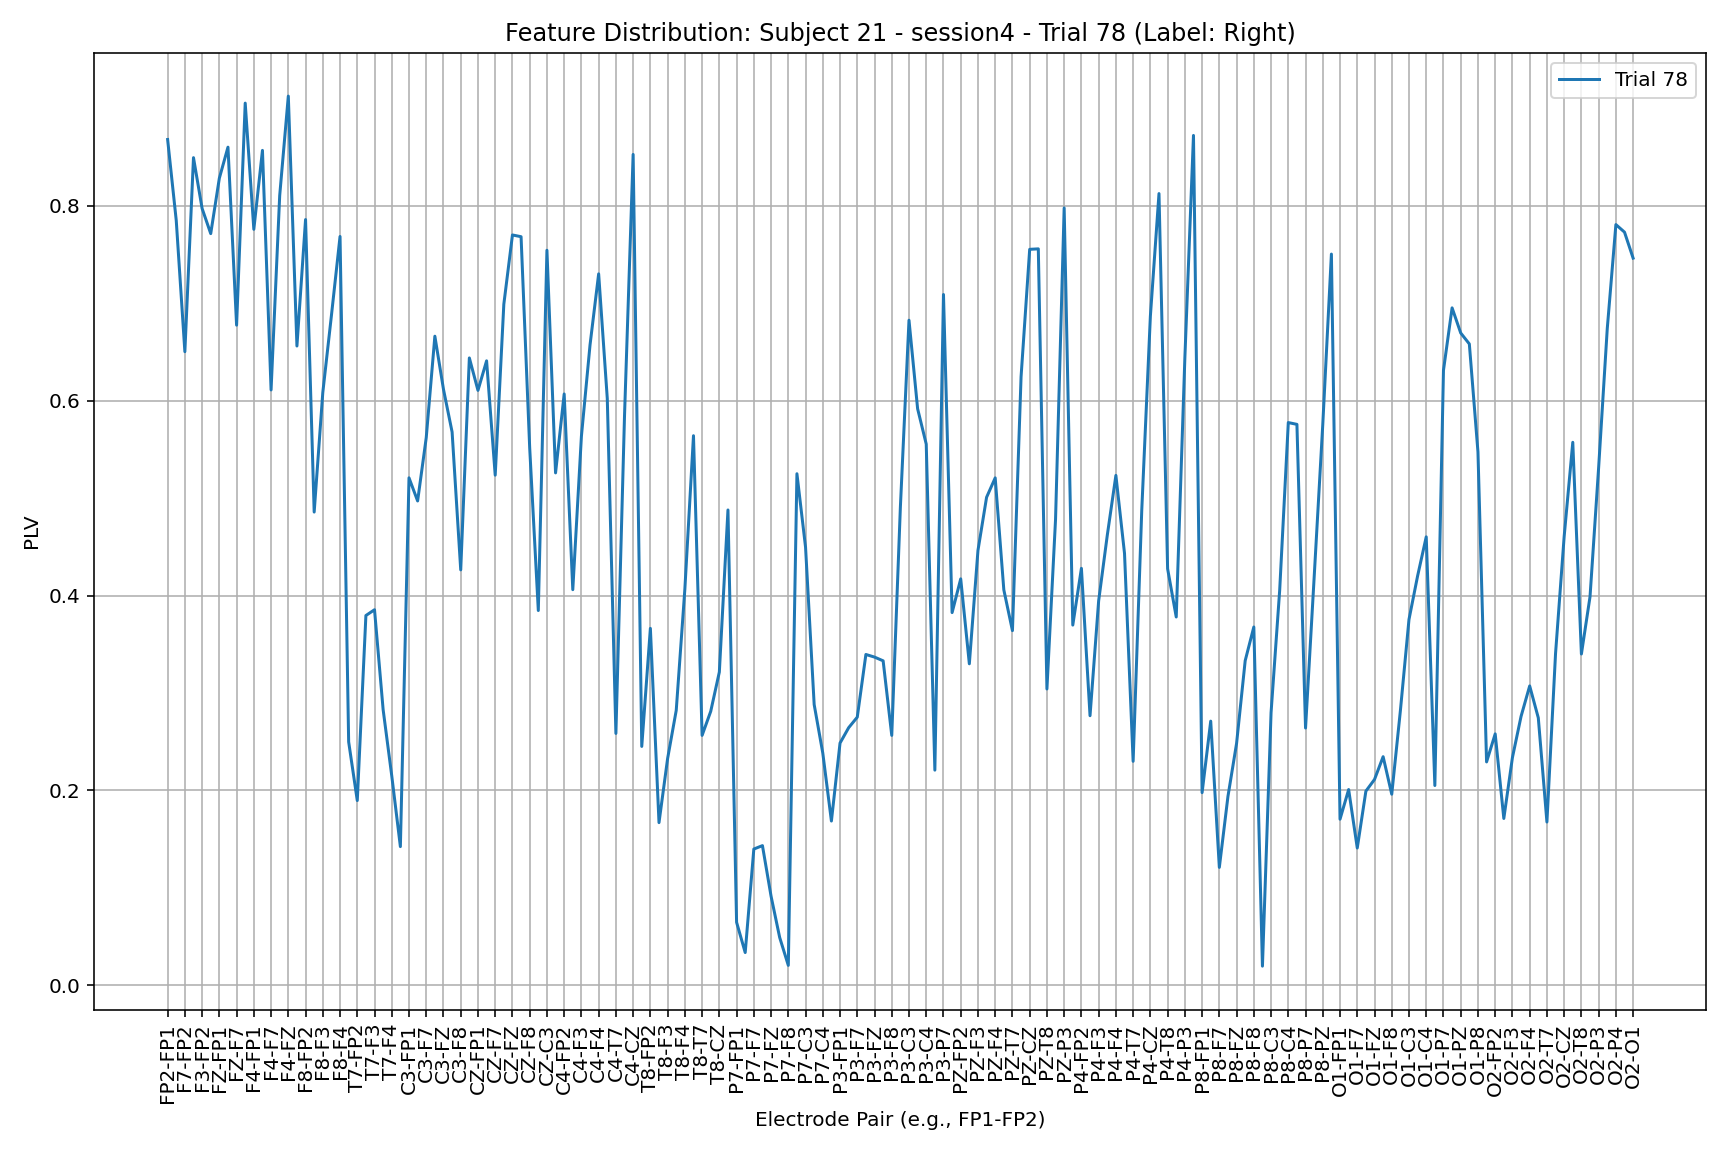 Feature Distribution: Subject 21 - session4 - Trial 78 (Label: Right)
Trial 78
PLV
0.8
0.6
0.4
0.2
0.0
FP2-FP1
F7-FP2
F3-FP2
FZ-FP1
FZ-F7
F4-FP1
F4-F7
F4-FZ
F8-FP2
F8-F3
F8-F4
T7-FP2
T7-F3
T7-F4
C3-FP1
C3-F7
C3-FZ
C3-F8
CZ-FP1
CZ-F7
CZ-FZ
CZ-F8
CZ-C3
C4-FP2
C4-F3
C4-F4
C4-T7
C4-CZ
T8-FP2
T8-F3
T8-F4
T8-T7
T8-CZ
P7-FP1
P7-F7
P7-FZ
P7-F8
P7-C3
P7-C4
P3-FP1
P3-F7
P3-FZ
P3-F8
P3-C3
P3-C4
P3-P7
PZ-FP2
PZ-F3
PZ-F4
PZ-T7
PZ-CZ
PZ-T8
PZ-P3
P4-FP2
P4-F3
P4-F4
P4-T7
P4-CZ
P4-T8
P4-P3
P8-FP1
P8-F7
P8-FZ
P8-F8
P8-C3
P8-C4
P8-P7
P8-PZ
O1-FP1
O1-F7
O1-FZ
O1-F8
O1-C3
O1-C4
O1-P7
O1-PZ
O1-P8
O2-FP2
O2-F3
O2-F4
O2-T7
O2-CZ
O2-T8
O2-P3
O2-P4
O2-O1
Electrode Pair (e.g., FP1-FP2)